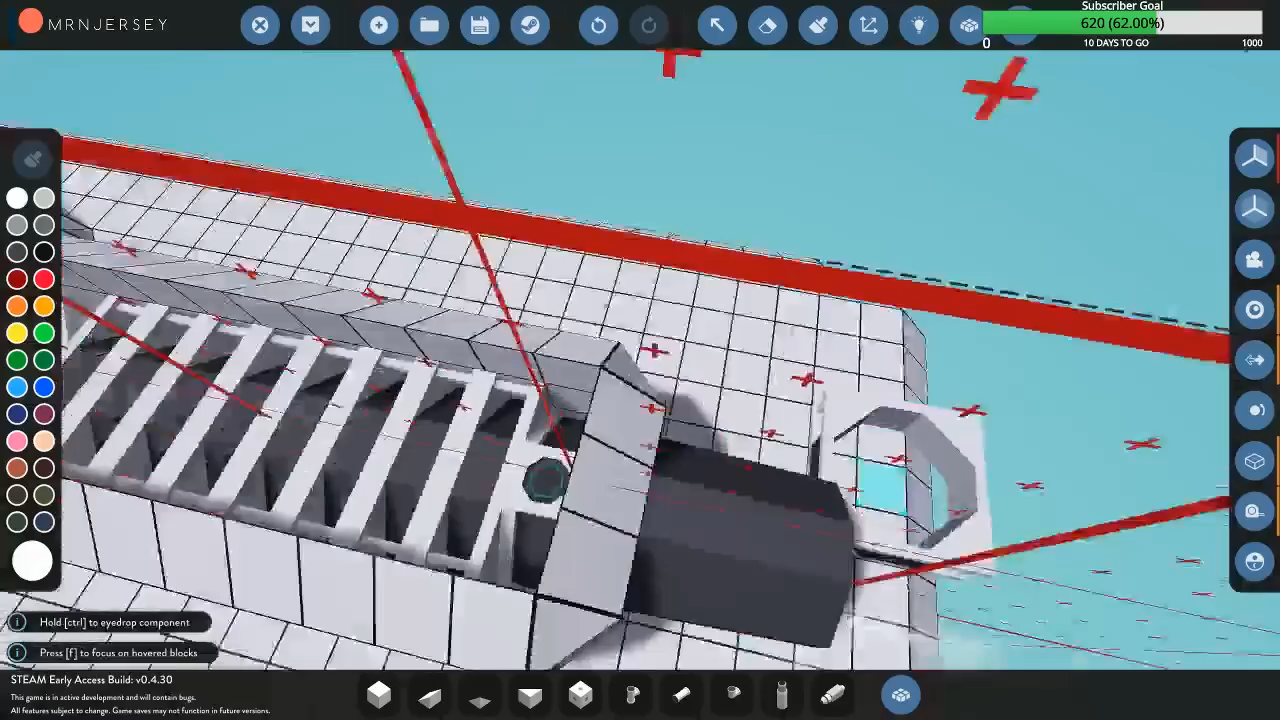 MRNJERSEY
Subscriber Goal
620 (62.00%)
0 10 DAYS TO GO 1000
Hold [ctrl] to eyedrop component
Press [f] to focus on hovered blocks
STEAM Early Access Build: v0.4.30
This game is in active development and will contain bugs.
All features subject to change. Game saves may not function in future versions.